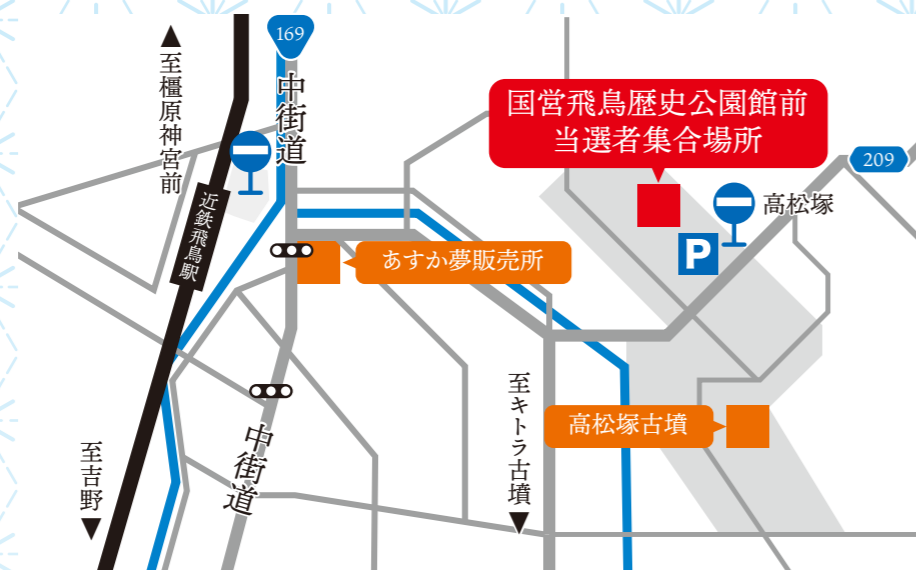 169
至橿原神宮前
中街道
国営飛鳥歴史公園館前
当選者集合場所
209
近鉄飛鳥駅
高松塚
P
あすか夢販売所
至キトラ古墳
高松塚古墳
中街道
至吉野